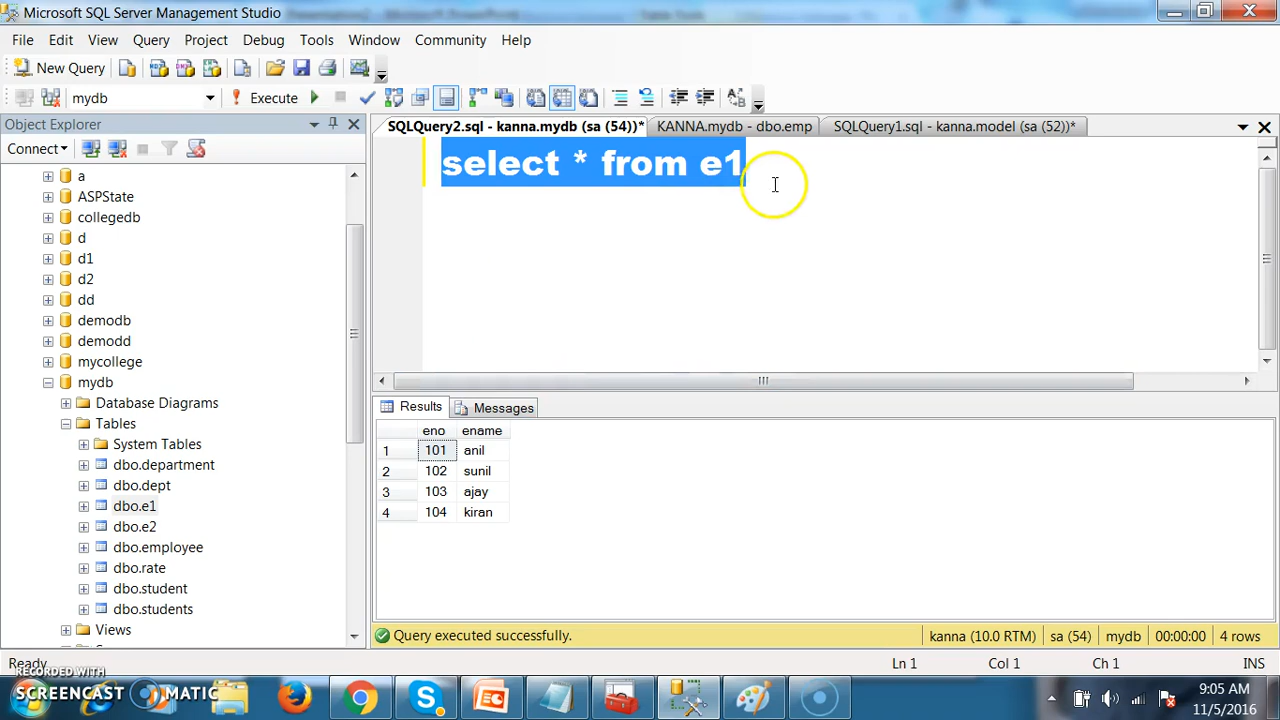 Microsoft SQL Server Management Studio
File Edit View Query Project Debug Tools Window Community Help
New Query
mydb Execute
Object Explorer
SQLQuery2.sql - kanna.mydb (sa (54))* KANNA.mydb - dbo.emp SQLQuery1.sql - kanna.model (sa (52))*
Connect
select * from e1
a
ASPState
collegedb
d
d1
d2
dd
demodb
demodd
mycollege
mydb
Database Diagrams
Tables
System Tables
dbo.department
dbo.dept
dbo.e1
dbo.e2
dbo.employee
dbo.rate
dbo.student
dbo.students
Views
Results Messages
eno ename
1 101 anil
2 102 sunil
3 103 ajay
4 104 kiran
Query executed successfully. kanna (10.0 RTM) sa (54) mydb 00:00:00 4 rows
Ready Ln 1 Col 1 Ch 1 INS
RECORDED WITH
SCREENCAST MATIC
9:05 AM
11/5/2016